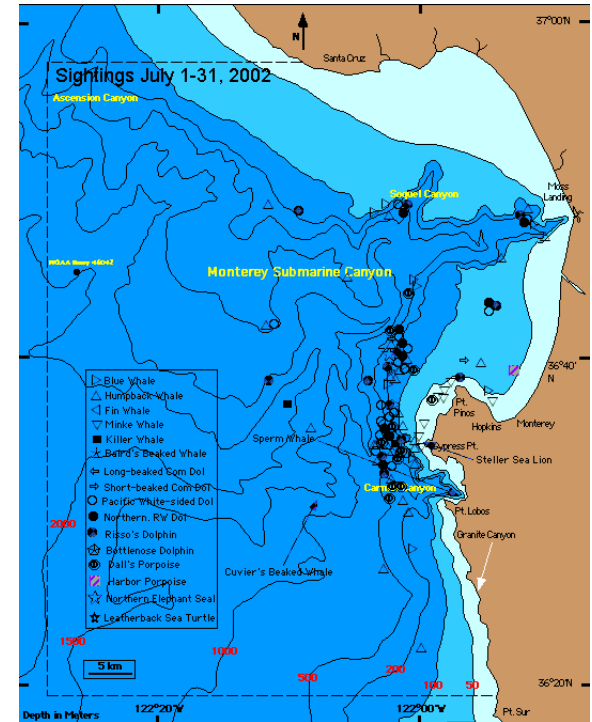 37°00'N
N
Santa Cruz
Sightings July 1-31, 2002
Ascension Canyon
Soquel Canyon
Moss
Landing
Monterey Submarine Canyon
36°40'
N
Blue Whale
Humpback Whale
Fin Whale
Minke Whale
Killer Whale
Baird's Beaked Whale
Long-beaked Com Dol
Short-beaked Com Dol
Pacific White-sided Dol
Northern. RW Dol
Risso's Dolphin
Bottlenose Dolphin
Dall's Porpoise
Harbor Porpoise
Northern Elephant Seal
Leatherback Sea Turtle
Pt.
Pinos
Hopkins
Monterey
Sperm Whale
Cypress Pt.
Steller Sea Lion
Pt. Lobos
Granite Canyon
Cuvier's Beaked Whale
2000
1500
1000
500
200
100
50
5 km
36°20'N
Depth in Meters
122°20'W
122°00'W
Pt. Sur